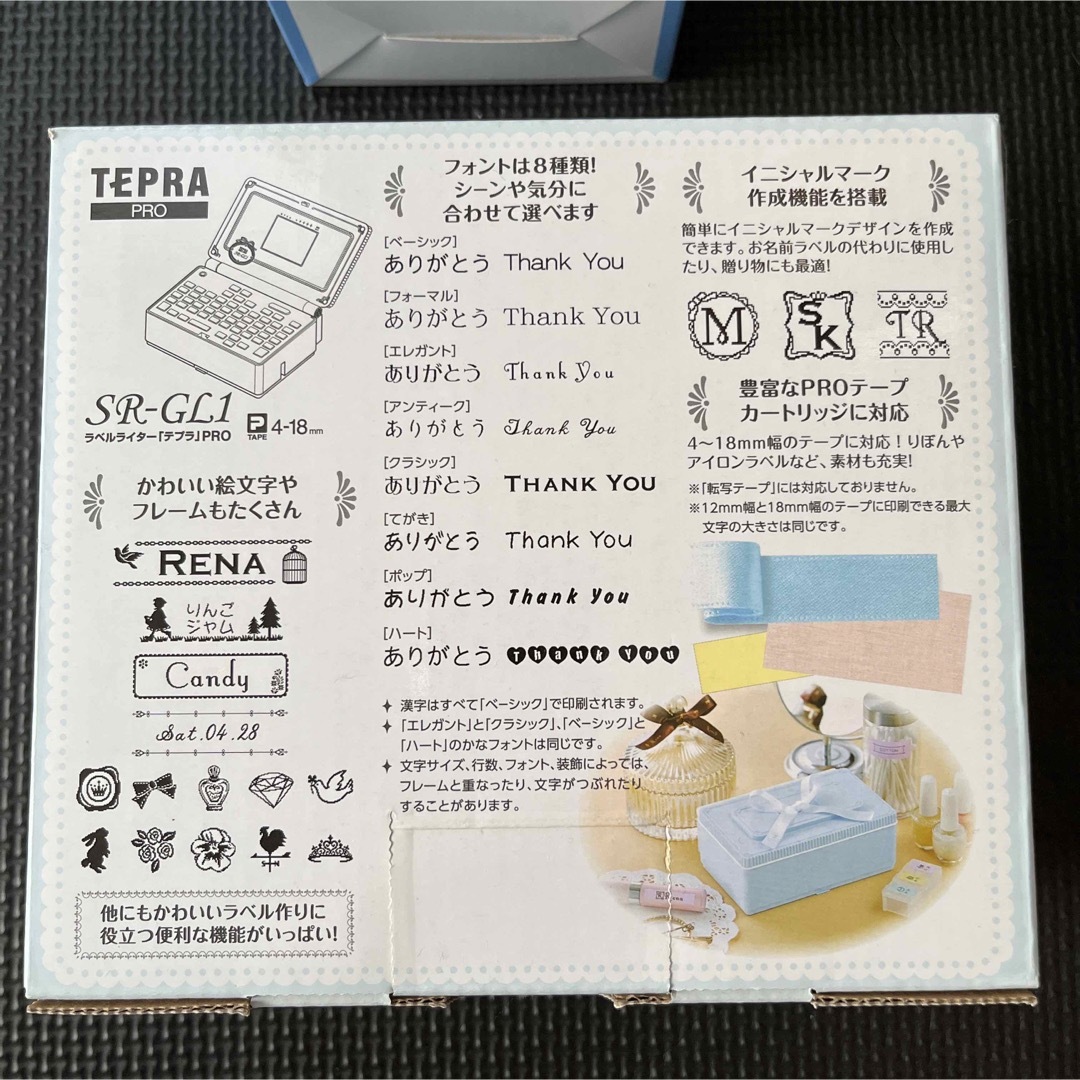 TEPRA
PRO
SR-GL1
ラベルライター「テプラ」PRO
P
TAPE
4-18mm
かわいい絵文字や
フレームもたくさん
RENA
りんご
ジャム
Candy
Sat.04.28
他にもかわいいラベル作りに
役立つ便利な機能がいっぱい!
フォントは8種類!
シーンや気分に
合わせて選べます
[ベーシック]
ありがとう Thank You
[フォーマル]
ありがとう Thank You
[エレガント]
ありがとう Thank You
[アンティーク]
ありがとう Thank You
[クラシック]
ありがとう THANK YOU
[てがき]
ありがとう Thank You
[ポップ]
ありがとう Thank You
[ハート]
ありがとう Thank You
✦ 漢字はすべて「ベーシック」で印刷されます。
✦ 「エレガント」と「クラシック」、「ベーシック」と
「ハート」のかなフォントは同じです。
✦ 文字サイズ、行数、フォント、装飾によっては、
フレームと重なったり、文字がつぶれたり
することがあります。
イニシャルマーク
作成機能を搭載
簡単にイニシャルマークデザインを作成
できます。お名前ラベルの代わりに使用し
たり、贈り物にも最適!
M
SK
TR
豊富なPROテープ
カートリッジに対応
4〜18mm幅のテープに対応!りぼんや
アイロンラベルなど、素材も充実!
※「転写テープ」には対応しておりません。
※12mm幅と18mm幅のテープに印刷できる最大
文字の大きさは同じです。
COTTON